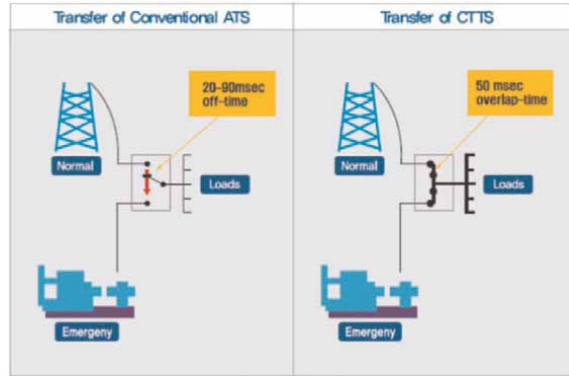 Transfer of Conventional ATS
20-90msec
off-time
Normal
Loads
Emergeny
Transfer of CTTS
50 msec
overlap-time
Normal
Loads
Emergeny